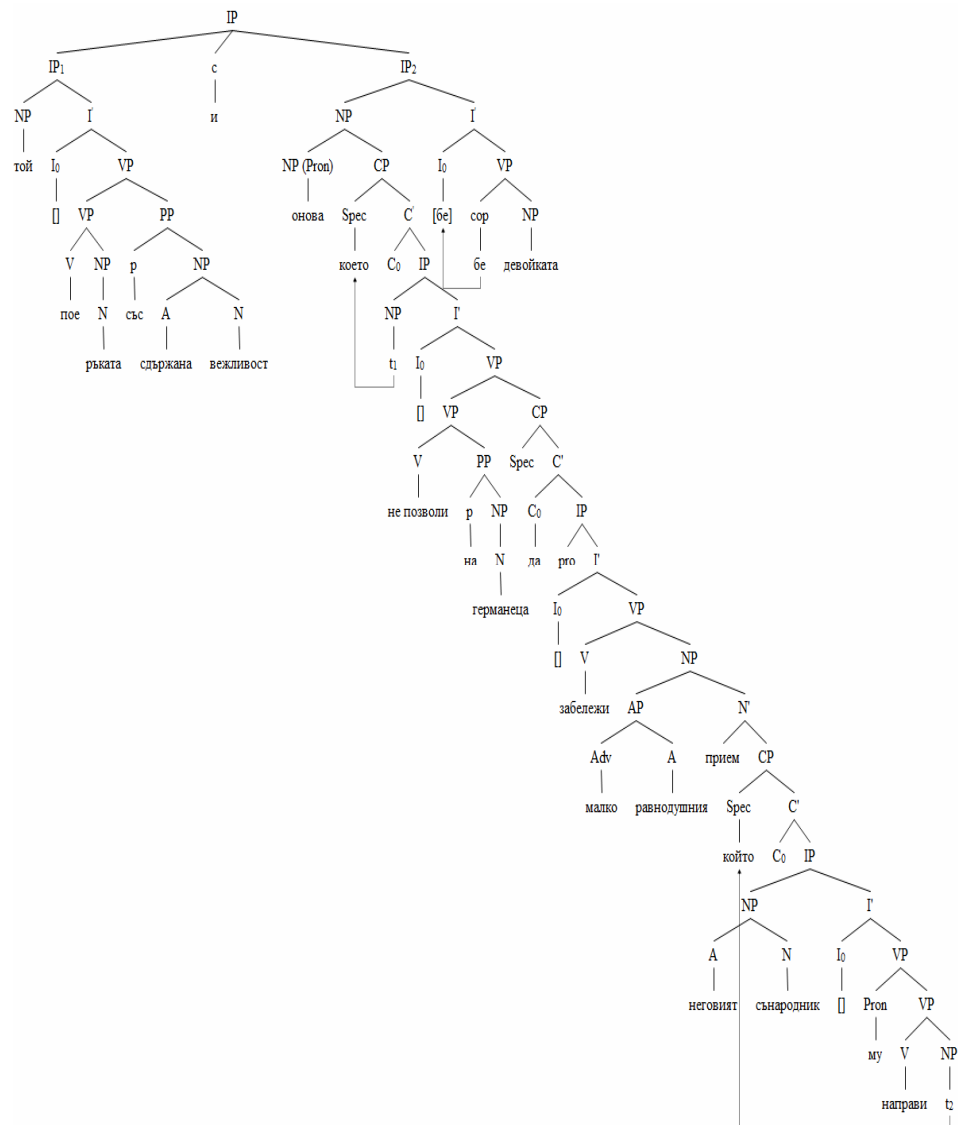 IP
IP₁ c IP₂
NP I' и NP I'
той I₀ VP NP (Pron) CP I₀ VP
[] VP PP онова Spec C' [бе] cop NP
V NP p NP което C₀ IP бе девойката
пое N със A N NP I'
ръката сдържана вежливост t₁ I₀ VP
[] VP CP
V PP Spec C'
не позволи p NP C₀ IP
на N да pro I'
германеца I₀ VP
[] V NP
забележи AP N'
Adv A прием CP
малко равнодушния Spec C'
който C₀ IP
NP I'
A N I₀ VP
неговият сънародник [] Pron VP
му V NP
направи t₂